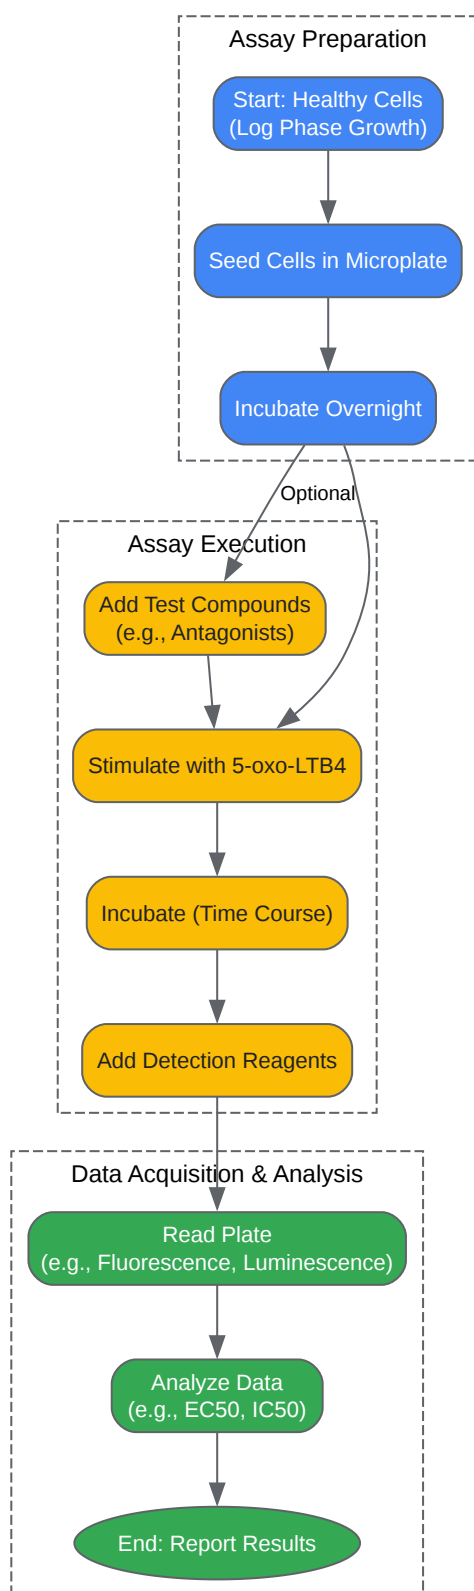 Assay Preparation
Start: Healthy Cells
(Log Phase Growth)
Seed Cells in Microplate
Incubate Overnight
Optional
Assay Execution
Add Test Compounds
(e.g., Antagonists)
Stimulate with 5-oxo-LTB4
Incubate (Time Course)
Add Detection Reagents
Data Acquisition & Analysis
Read Plate
(e.g., Fluorescence, Luminescence)
Analyze Data
(e.g., EC50, IC50)
End: Report Results